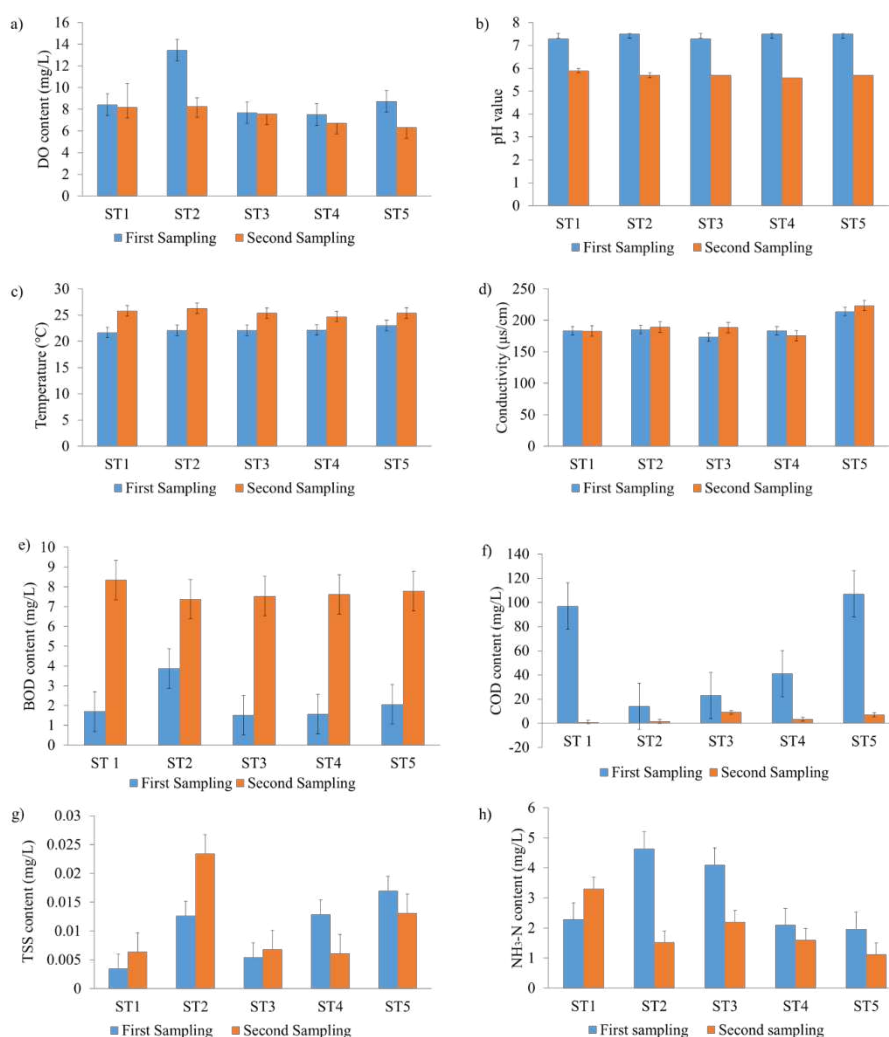 a)
DO content (mg/L)
16
14
12
10
8
6
4
2
0
ST1 ST2 ST3 ST4 ST5
First Sampling Second Sampling
b)
pH value
8
7
6
5
4
3
2
1
0
ST1 ST2 ST3 ST4 ST5
First Sampling Second Sampling
c)
Temperature (°C)
30
25
20
15
10
5
0
ST1 ST2 ST3 ST4 ST5
First Sampling Second Sampling
d)
Conductivity (µs/cm)
250
200
150
100
50
0
ST1 ST2 ST3 ST4 ST5
First Sampling Second Sampling
e)
BOD content (mg/L)
10
9
8
7
6
5
4
3
2
1
0
ST 1 ST2 ST3 ST4 ST5
First Sampling Second Sampling
f)
COD content (mg/L)
140
120
100
80
60
40
20
0
-20
ST 1 ST2 ST3 ST4 ST5
First Sampling Second Sampling
g)
TSS content (mg/L)
0.03
0.025
0.02
0.015
0.01
0.005
0
ST1 ST2 ST3 ST4 ST5
First Sampling Second Sampling
h)
NH₃-N content (mg/L)
6
5
4
3
2
1
0
ST1 ST2 ST3 ST4 ST5
First sampling Second sampling